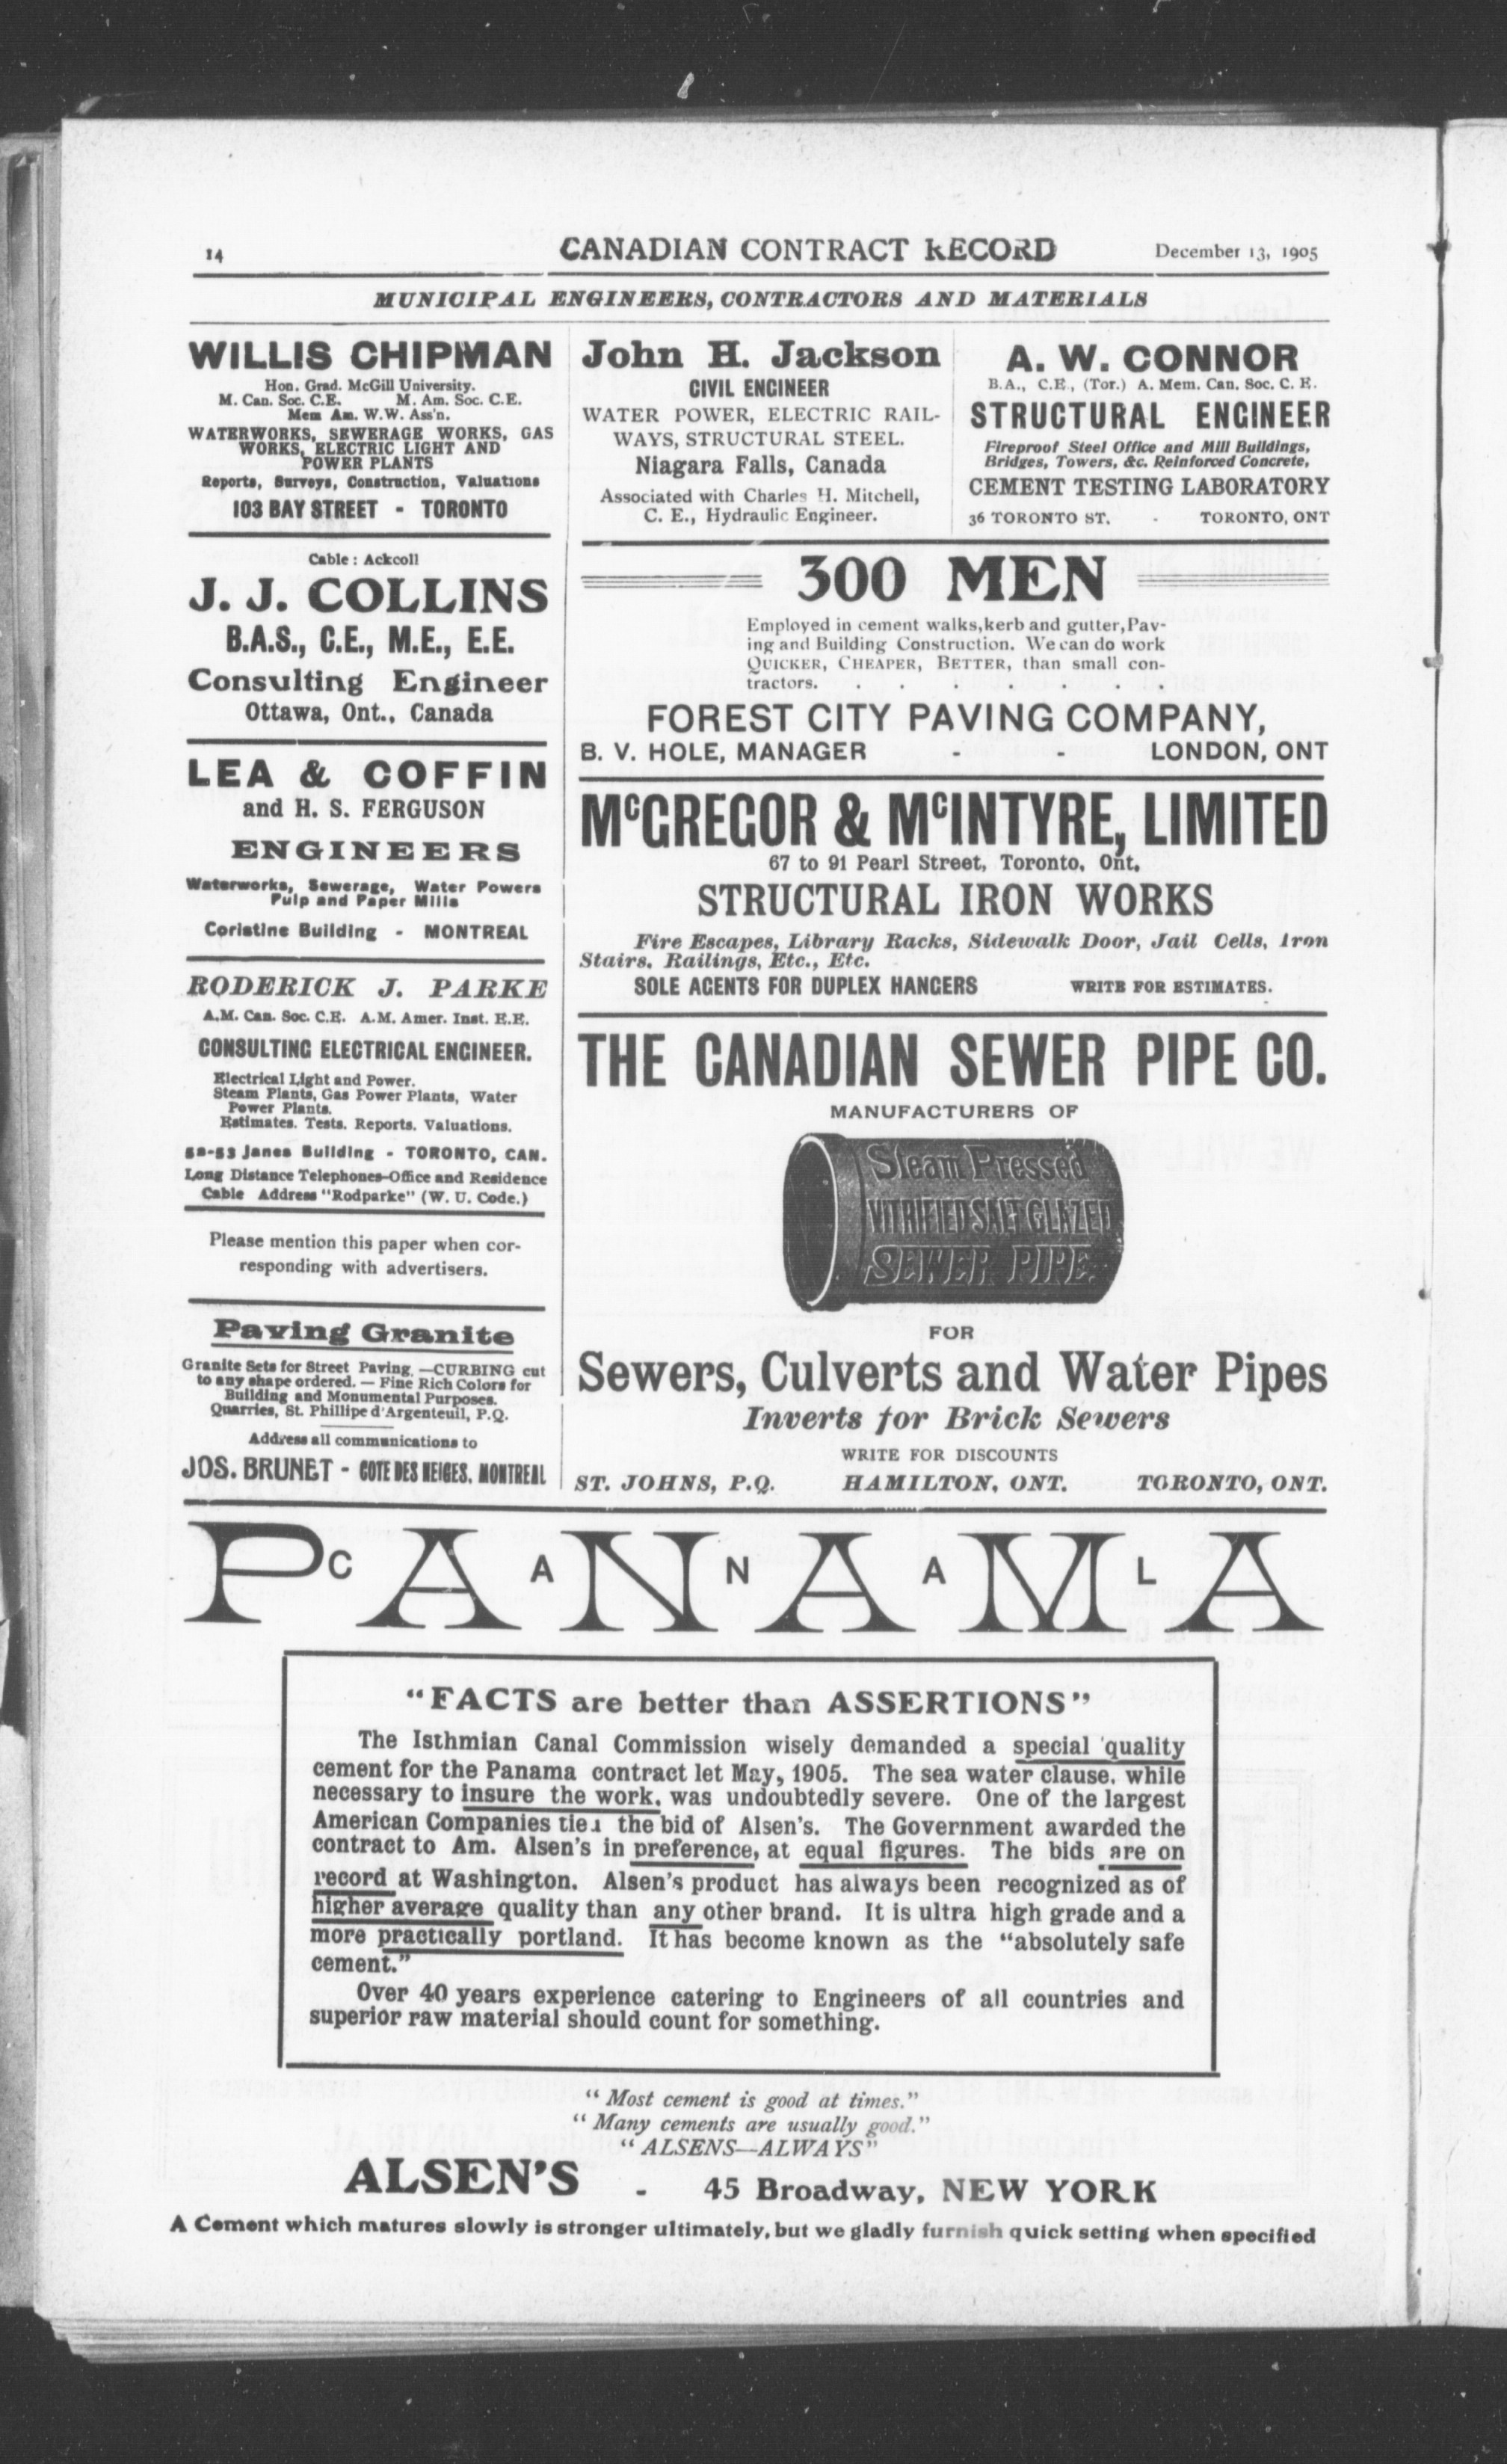 14
CANADIAN CONTRACT RECORD
December 13, 1905
MUNICIPAL ENGINEERS, CONTRACTORS AND MATERIALS
WILLIS CHIPMAN
Hon. Grad. McGill University.
M. Can. Soc. C.E. M. Am. Soc. C.E.
Mem Am. W.W. Ass'n.
WATERWORKS, SEWERAGE WORKS, GAS
WORKS, ELECTRIC LIGHT AND
POWER PLANTS
Reports, Surveys, Construction, Valuations
103 BAY STREET - TORONTO
Cable : Ackcoll
J. J. COLLINS
B.A.S., C.E., M.E., E.E.
Consulting Engineer
Ottawa, Ont., Canada
LEA & COFFIN
and H. S. FERGUSON
ENGINEERS
Waterworks, Sewerage, Water Powers
Pulp and Paper Mills
Coristine Building - MONTREAL
RODERICK J. PARKE
A.M. Can. Soc. C.E. A.M. Amer. Inst. E.E.
CONSULTING ELECTRICAL ENGINEER.
Electrical Light and Power.
Steam Plants, Gas Power Plants, Water
Power Plants.
Estimates. Tests. Reports. Valuations.
52-53 Janes Building - TORONTO, CAN.
Long Distance Telephones-Office and Residence
Cable Address "Rodparke" (W. U. Code.)
Please mention this paper when cor-
responding with advertisers.
Paving Granite
Granite Sets for Street Paving. —CURBING cut
to any shape ordered. — Fine Rich Colors for
Building and Monumental Purposes.
Quarries, St. Phillipe d'Argenteuil, P.Q.
Address all communications to
JOS. BRUNET - COTE DES NEIGES, MONTREAL
John H. Jackson
CIVIL ENGINEER
WATER POWER, ELECTRIC RAIL-
WAYS, STRUCTURAL STEEL.
Niagara Falls, Canada
Associated with Charles H. Mitchell,
C. E., Hydraulic Engineer.
A. W. CONNOR
B.A., C.E., (Tor.) A. Mem. Can. Soc. C. E.
STRUCTURAL ENGINEER
Fireproof Steel Office and Mill Buildings,
Bridges, Towers, &c. Reinforced Concrete,
CEMENT TESTING LABORATORY
36 TORONTO ST. - TORONTO, ONT
300 MEN
Employed in cement walks, kerb and gutter, Pav-
ing and Building Construction. We can do work
QUICKER, CHEAPER, BETTER, than small con-
tractors. . . . . . . .
FOREST CITY PAVING COMPANY,
B. V. HOLE, MANAGER - - LONDON, ONT
McGREGOR & McINTYRE, LIMITED
67 to 91 Pearl Street, Toronto, Ont.
STRUCTURAL IRON WORKS
Fire Escapes, Library Racks, Sidewalk Door, Jail Cells, Iron
Stairs, Railings, Etc., Etc.
SOLE AGENTS FOR DUPLEX HANGERS WRITE FOR ESTIMATES.
THE CANADIAN SEWER PIPE CO.
MANUFACTURERS OF
Steam Pressed
VITRIFIED SALT GLAZED
SEWER PIPE.
FOR
Sewers, Culverts and Water Pipes
Inverts for Brick Sewers
WRITE FOR DISCOUNTS
ST. JOHNS, P.Q. HAMILTON, ONT. TORONTO, ONT.
PANAMA
CANAL
"FACTS are better than ASSERTIONS"
The Isthmian Canal Commission wisely demanded a special quality
cement for the Panama contract let May, 1905. The sea water clause, while
necessary to insure the work, was undoubtedly severe. One of the largest
American Companies tied the bid of Alsen's. The Government awarded the
contract to Am. Alsen's in preference, at equal figures. The bids are on
record at Washington. Alsen's product has always been recognized as of
higher average quality than any other brand. It is ultra high grade and a
more practically portland. It has become known as the "absolutely safe
cement."
Over 40 years experience catering to Engineers of all countries and
superior raw material should count for something.
"Most cement is good at times."
"Many cements are usually good."
"ALSENS—ALWAYS"
ALSEN'S - 45 Broadway, NEW YORK
A Cement which matures slowly is stronger ultimately, but we gladly furnish quick setting when specified